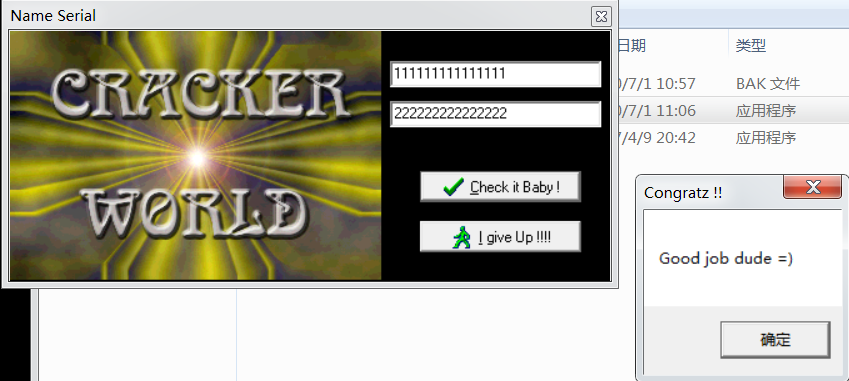 Name Serial
CRACKER
WORLD
111111111111111
222222222222222
Check it Baby !
I give Up !!!!
日期
类型
0/7/1 10:57
BAK 文件
0/7/1 11:06
应用程序
7/4/9 20:42
应用程序
Congratz !!
Good job dude =)
确定